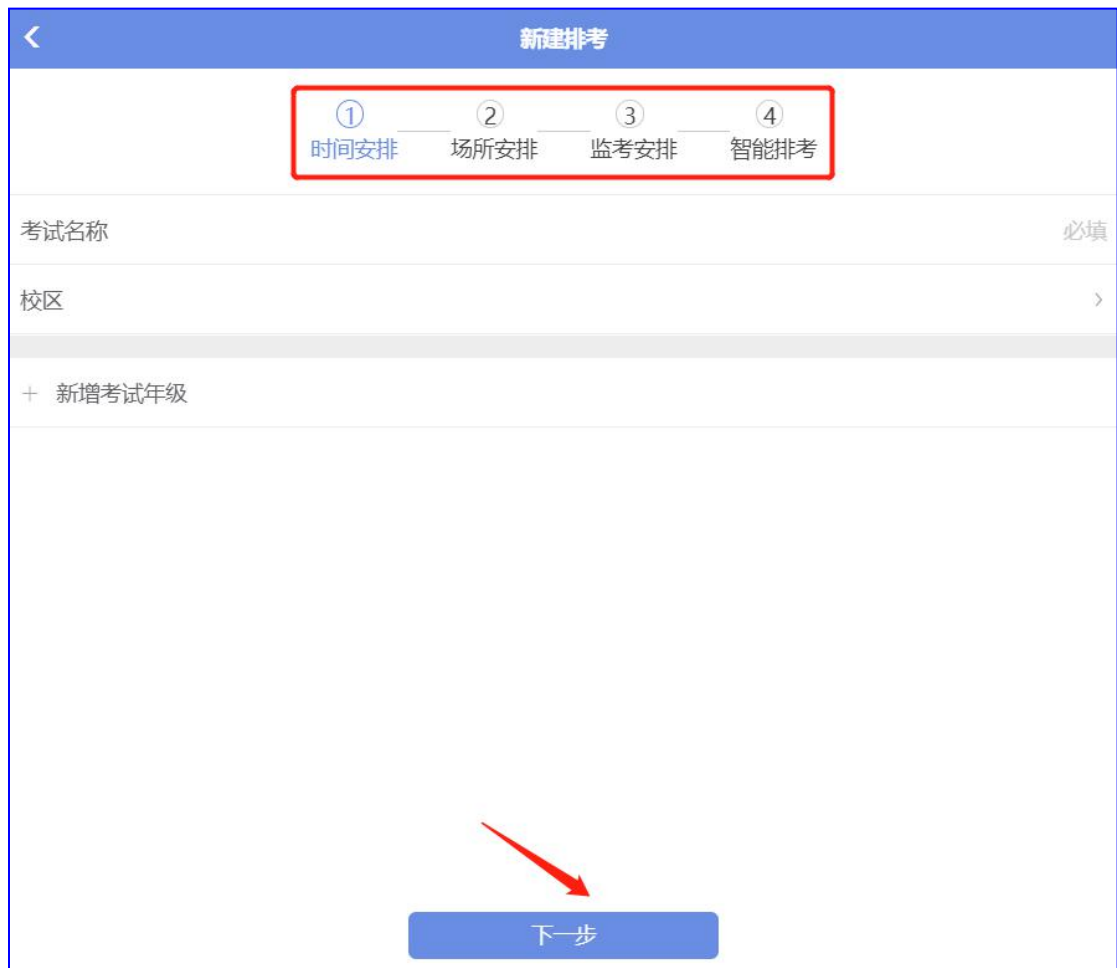 新建排考
① ② ③ ④
时间安排 场所安排 监考安排 智能排考
考试名称 必填
校区
+ 新增考试年级
下一步